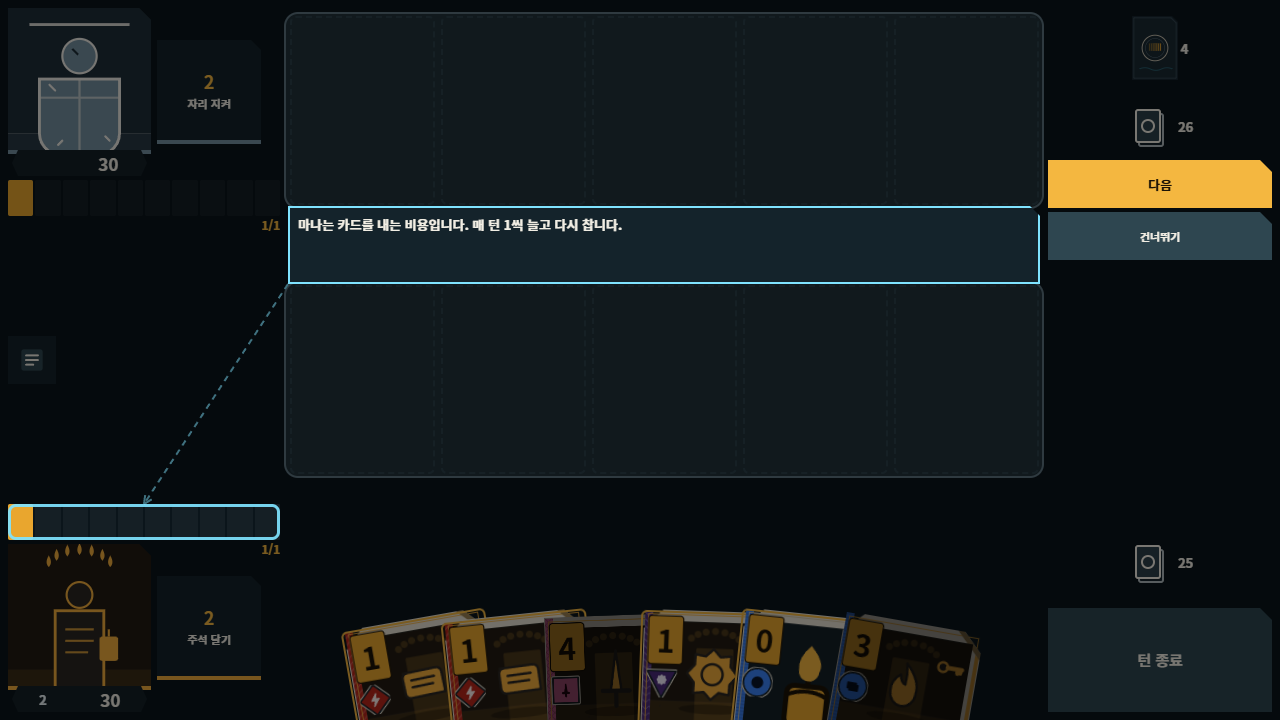 2
자리 지켜
30
1/1
4
26
마나는 카드를 내는 비용입니다. 매 턴 1씩 늘고 다시 찹니다.
다음
건너뛰기
1/1
2
주석 달기
2
30
1
1
4
1
0
3
25
턴 종료